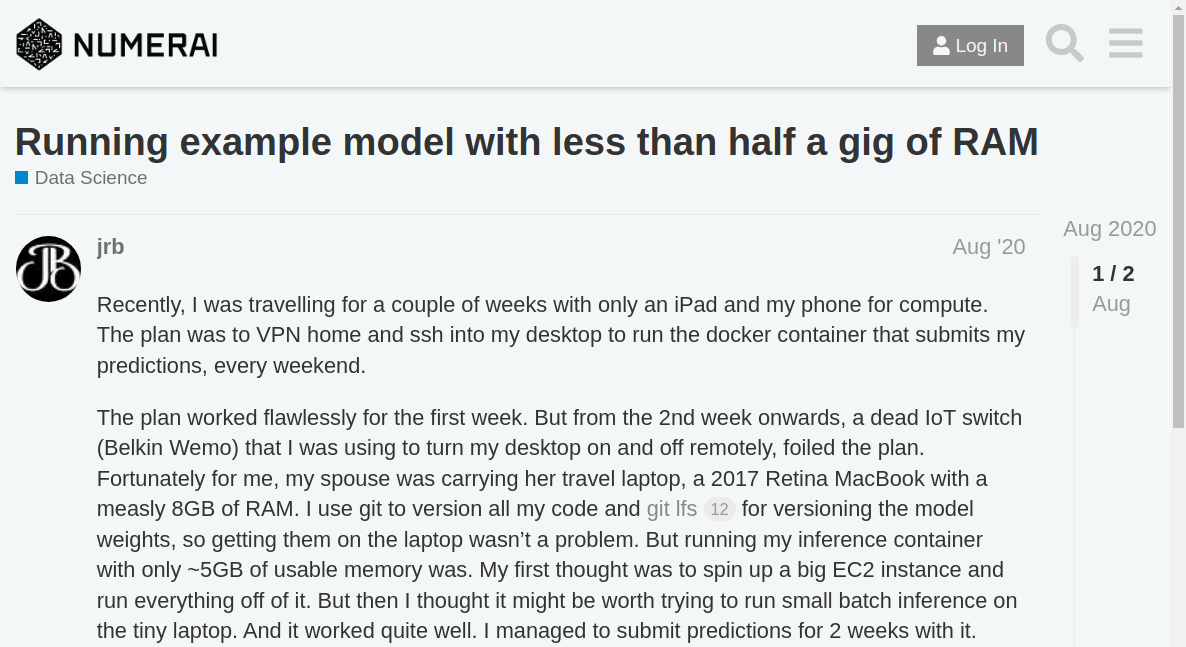 NUMERAI
Log In
Running example model with less than half a gig of RAM
Data Science
jrb
Aug '20
Aug 2020
1 / 2
Aug
Recently, I was travelling for a couple of weeks with only an iPad and my phone for compute.
The plan was to VPN home and ssh into my desktop to run the docker container that submits my
predictions, every weekend.
The plan worked flawlessly for the first week. But from the 2nd week onwards, a dead IoT switch
(Belkin Wemo) that I was using to turn my desktop on and off remotely, foiled the plan.
Fortunately for me, my spouse was carrying her travel laptop, a 2017 Retina MacBook with a
measly 8GB of RAM. I use git to version all my code and git lfs 12 for versioning the model
weights, so getting them on the laptop wasn’t a problem. But running my inference container
with only ~5GB of usable memory was. My first thought was to spin up a big EC2 instance and
run everything off of it. But then I thought it might be worth trying to run small batch inference on
the tiny laptop. And it worked quite well. I managed to submit predictions for 2 weeks with it.